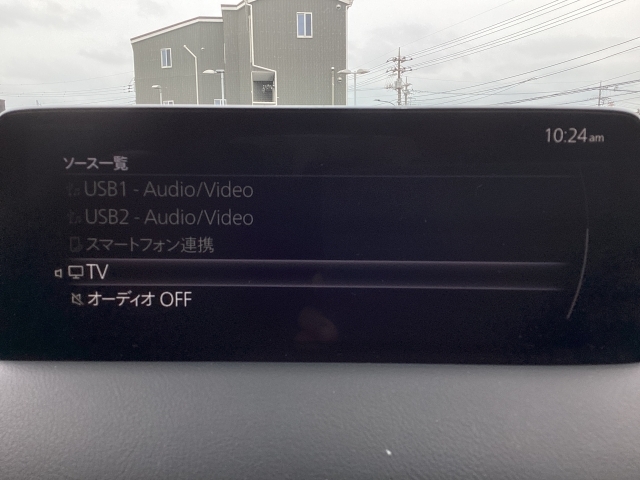 10:24am
ソース一覧
USB1 - Audio/Video
USB2 - Audio/Video
スマートフォン連携
TV
オーディオ OFF